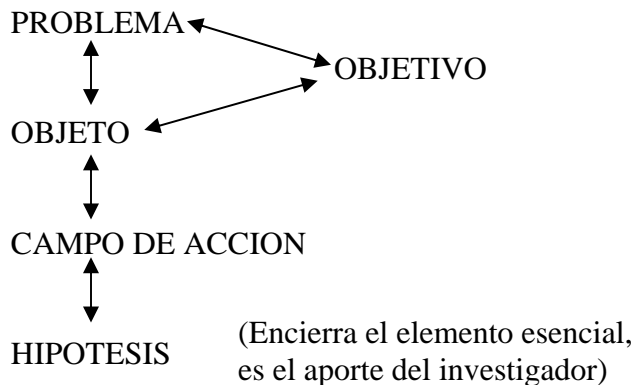 PROBLEMA
OBJETIVO
OBJETO
CAMPO DE ACCION
HIPOTESIS
(Encierra el elemento esencial,
es el aporte del investigador)